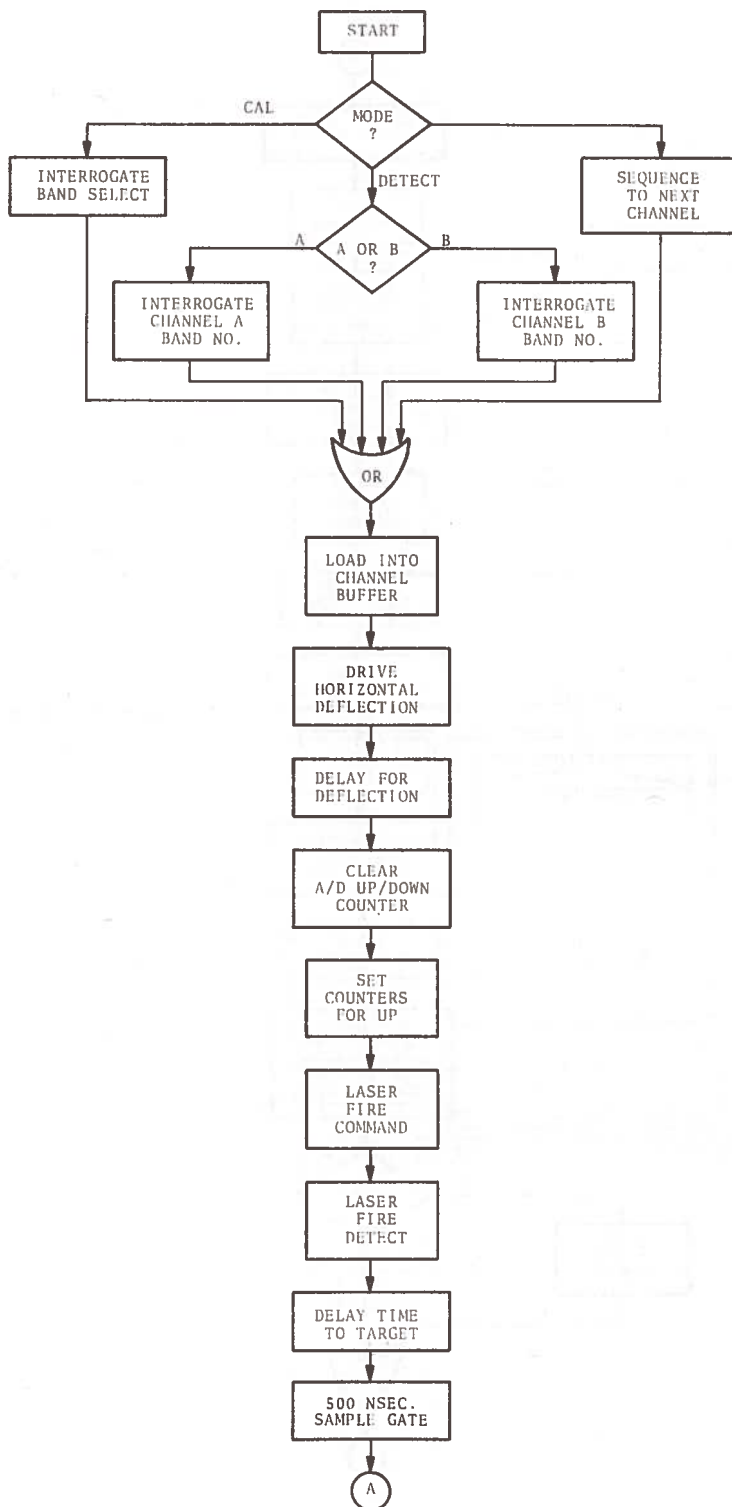 START
CAL
MODE
?
INTERROGATE
BAND SELECT
SEQUENCE
TO NEXT
CHANNEL
DETECT
A
A OR B
?
B
INTERROGATE
CHANNEL A
BAND NO.
INTERROGATE
CHANNEL B
BAND NO.
OR
LOAD INTO
CHANNEL
BUFFER
DRIVE
HORIZONTAL
DEFLECTION
DELAY FOR
DEFLECTION
CLEAR
A/D UP/DOWN
COUNTER
SET
COUNTERS
FOR UP
LASER
FIRE
COMMAND
LASER
FIRE
DETECT
DELAY TIME
TO TARGET
500 NSEC.
SAMPLE GATE
A